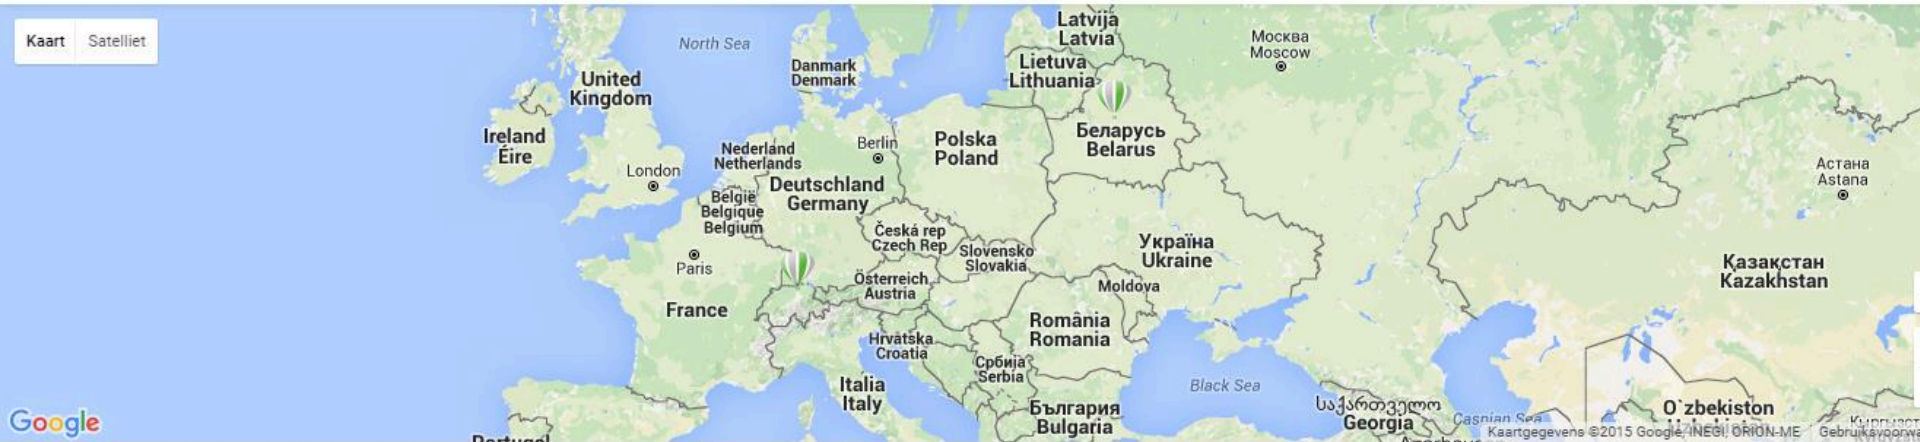 Kaart Satelliet
North Sea
Latvija
Latvia
Москва
Moscow
Danmark
Denmark
Lietuva
Lithuania
United
Kingdom
Ireland
Éire
Беларусь
Belarus
Berlin
Polska
Poland
Nederland
Netherlands
London
Астана
Astana
Deutschland
Germany
België
Belgique
Belgium
Česká rep
Czech Rep
Slovensko
Slovakia
Україна
Ukraine
Paris
Österreich
Austria
Moldova
Қазақстан
Kazakhstan
France
România
Romania
Hrvatska
Croatia
Србија
Serbia
Italia
Italy
Black Sea
България
Bulgaria
საქართველო
Georgia
Caspian Sea
O'zbekiston
Google
Portugal
Kaartgegevens ©2015 Google, INEGI, ORION-ME